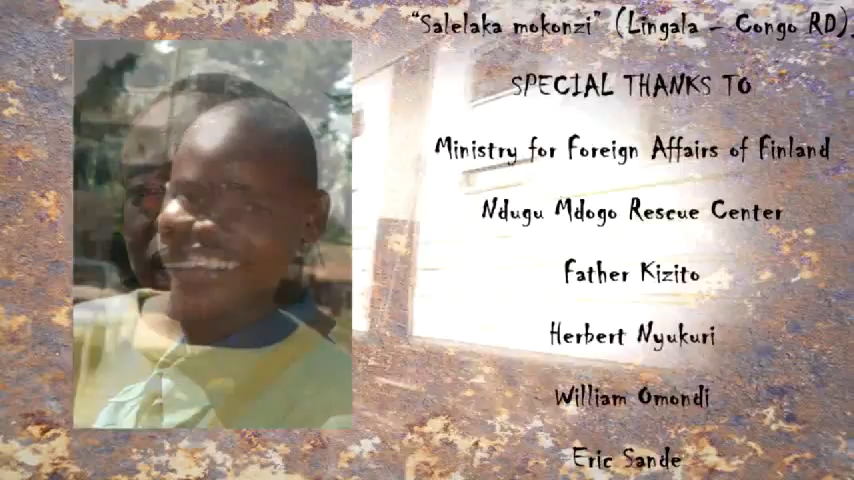 “Salelaka mokonzi” (Lingala – Congo RD).
SPECIAL THANKS TO
Ministry for Foreign Affairs of Finland
Ndugu Mdogo Rescue Center
Father Kizito
Herbert Nyukuri
William Omondi
Eric Sande